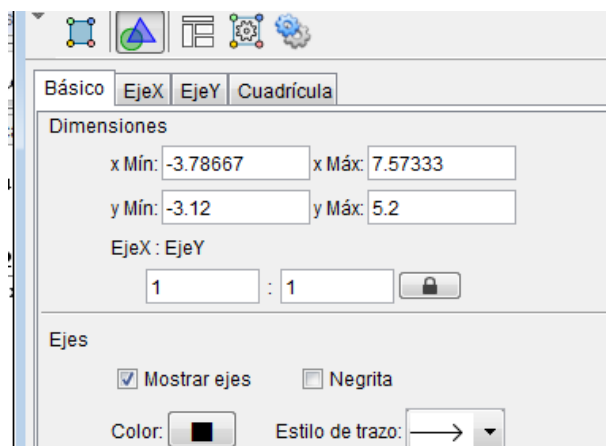 Básico EjeX EjeY Cuadrícula
Dimensiones
x Mín: -3.78667 x Máx: 7.57333
y Mín: -3.12 y Máx: 5.2
EjeX : EjeY
1 : 1
Ejes
Mostrar ejes Negrita
Color: Estilo de trazo: